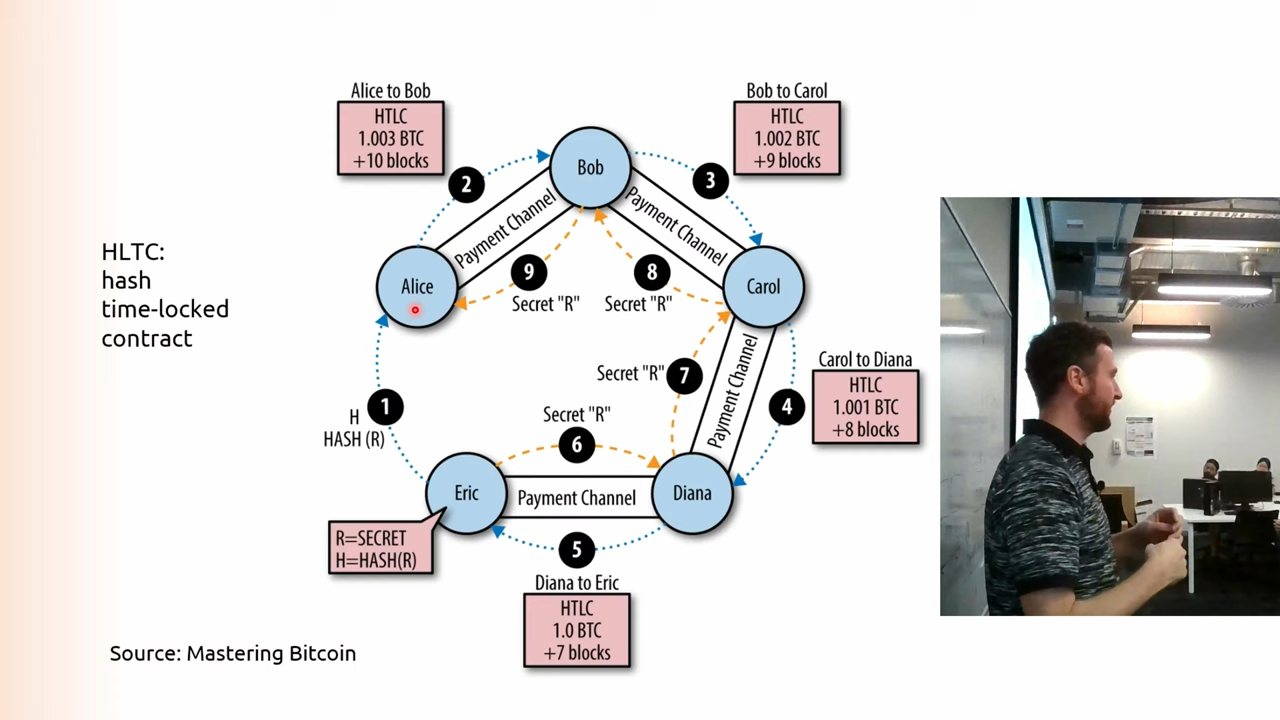 Alice to Bob
HTLC
1.003 BTC
+10 blocks
Bob to Carol
HTLC
1.002 BTC
+9 blocks
2
Bob
3
Payment Channel
Payment Channel
HLTC:
hash
time-locked
contract
Alice
9
Secret "R"
8
Secret "R"
Carol
Secret "R"
7
Payment Channel
Carol to Diana
HTLC
1.001 BTC
+8 blocks
4
H
HASH (R)
1
Secret "R"
6
Eric
Payment Channel
Diana
R=SECRET
H=HASH(R)
5
Diana to Eric
HTLC
1.0 BTC
+7 blocks
Source: Mastering Bitcoin